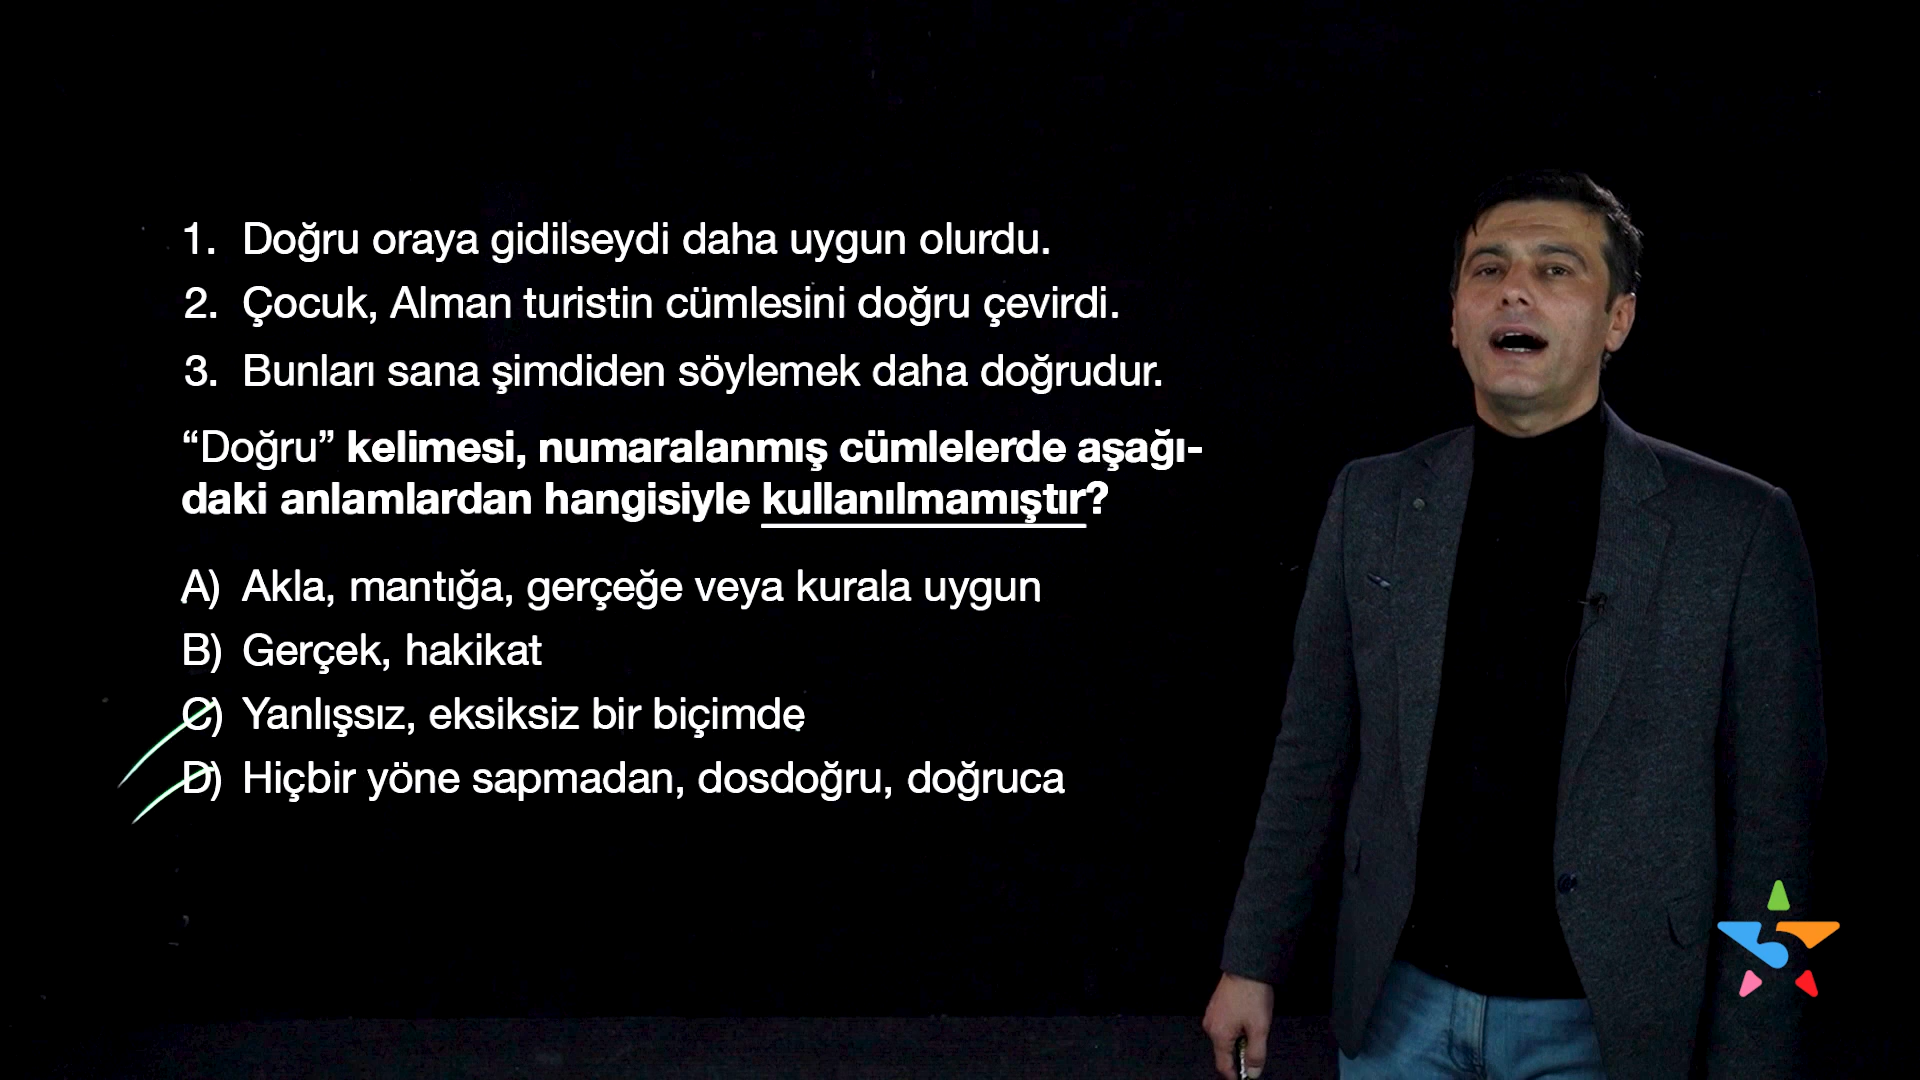 1. Doğru oraya gidilseydi daha uygun olurdu.
2. Çocuk, Alman turistin cümlesini doğru çevirdi.
3. Bunları sana şimdiden söylemek daha doğrudur.
“Doğru” kelimesi, numaralanmış cümlelerde aşağı-
daki anlamlardan hangisiyle kullanılmamıştır?
A) Akla, mantığa, gerçeğe veya kurala uygun
B) Gerçek, hakikat
C) Yanlışsız, eksiksiz bir biçimde
D) Hiçbir yöne sapmadan, dosdoğru, doğruca
5